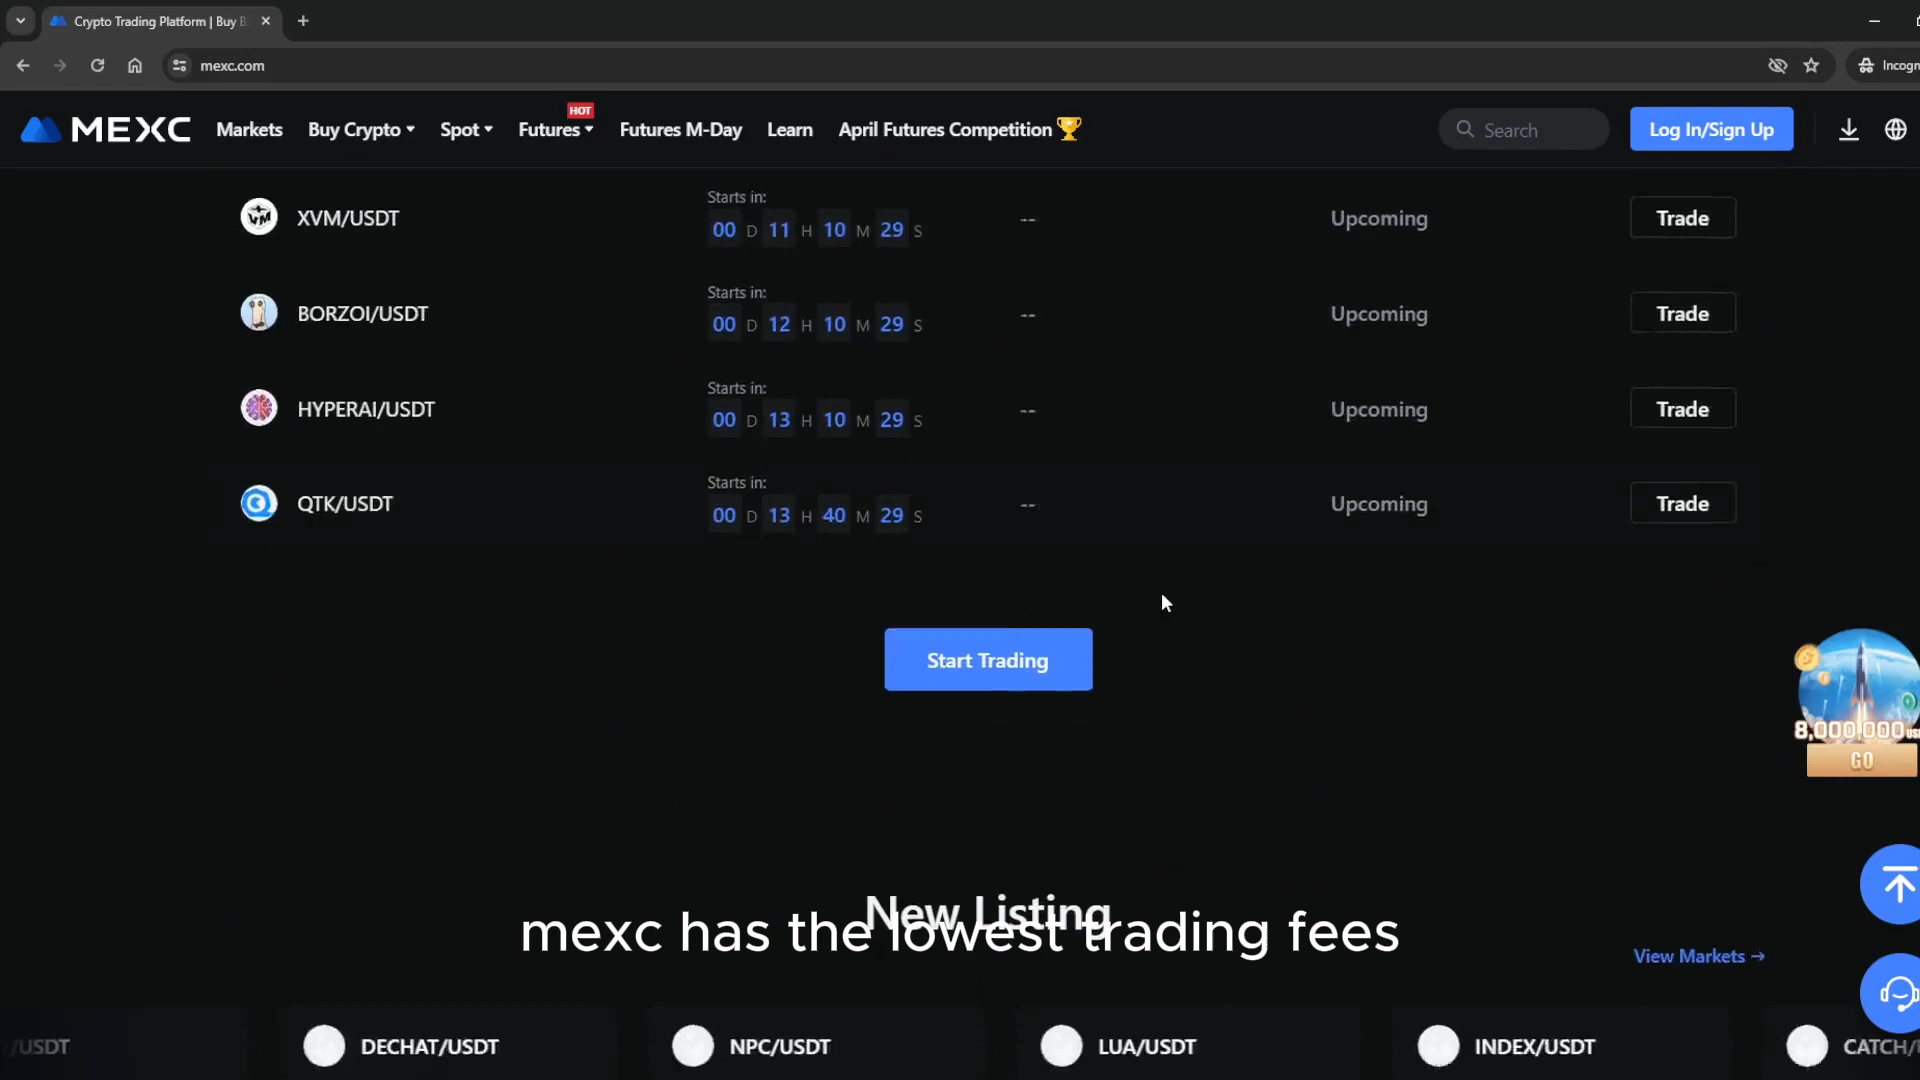 Crypto Trading Platform | Buy B
mexc.com
Incogn
MEXC
Markets
Buy Crypto
Spot
HOT
Futures
Futures M-Day
Learn
April Futures Competition
Search
Log In/Sign Up
XVM/USDT
Starts in:
00 D 11 H 10 M 29 S
--
Upcoming
Trade
BORZOI/USDT
Starts in:
00 D 12 H 10 M 29 S
--
Upcoming
Trade
HYPERAI/USDT
Starts in:
00 D 13 H 10 M 29 S
--
Upcoming
Trade
QTK/USDT
Starts in:
00 D 13 H 40 M 29 S
--
Upcoming
Trade
Start Trading
8,000,000
GO
New Listing
mexc has the lowest trading fees
View Markets →
/USDT
DECHAT/USDT
NPC/USDT
LUA/USDT
INDEX/USDT
CATCH/